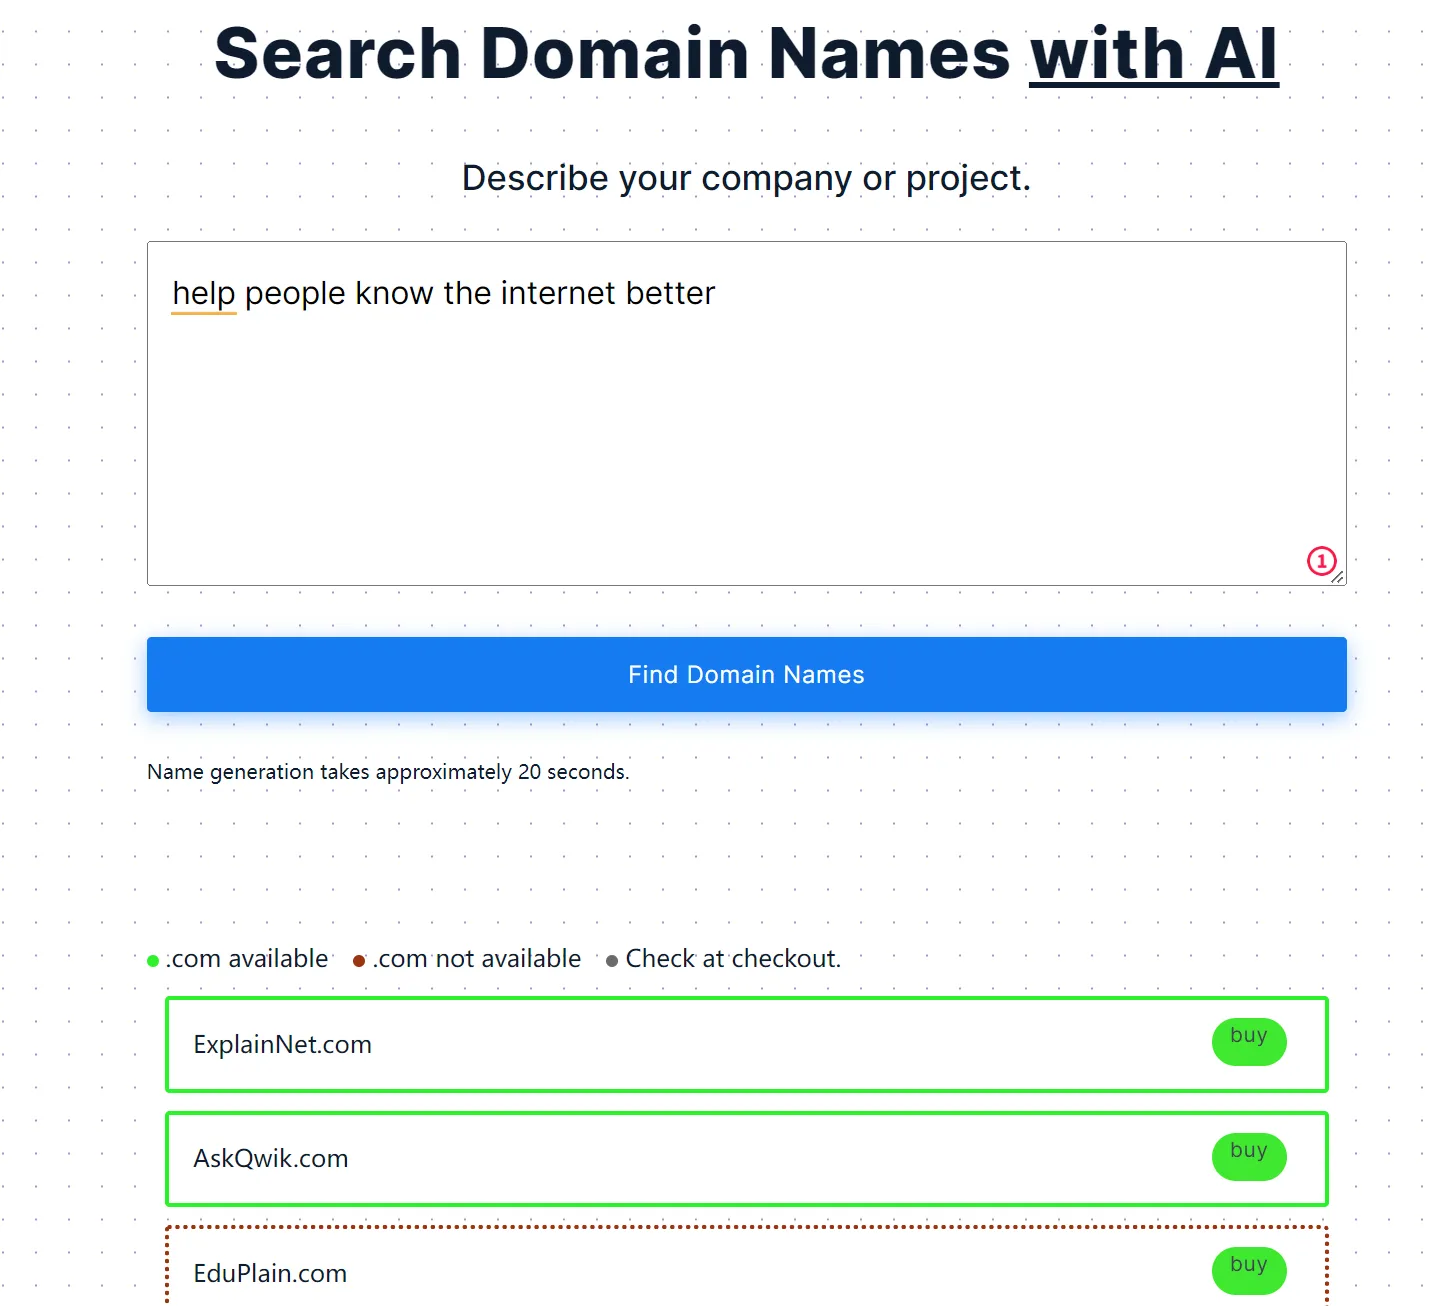 Search Domain Names with AI
Describe your company or project.
help people know the internet better
1
Find Domain Names
Name generation takes approximately 20 seconds.
.com available .com not available Check at checkout.
ExplainNet.com buy
AskQwik.com buy
EduPlain.com buy